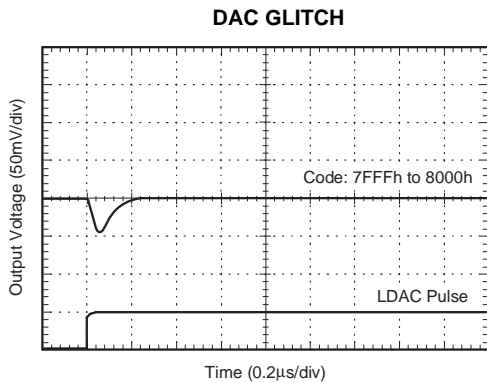 DAC GLITCH
Output Voltage (50mV/div)
Code: 7FFFh to 8000h
LDAC Pulse
Time (0.2µs/div)